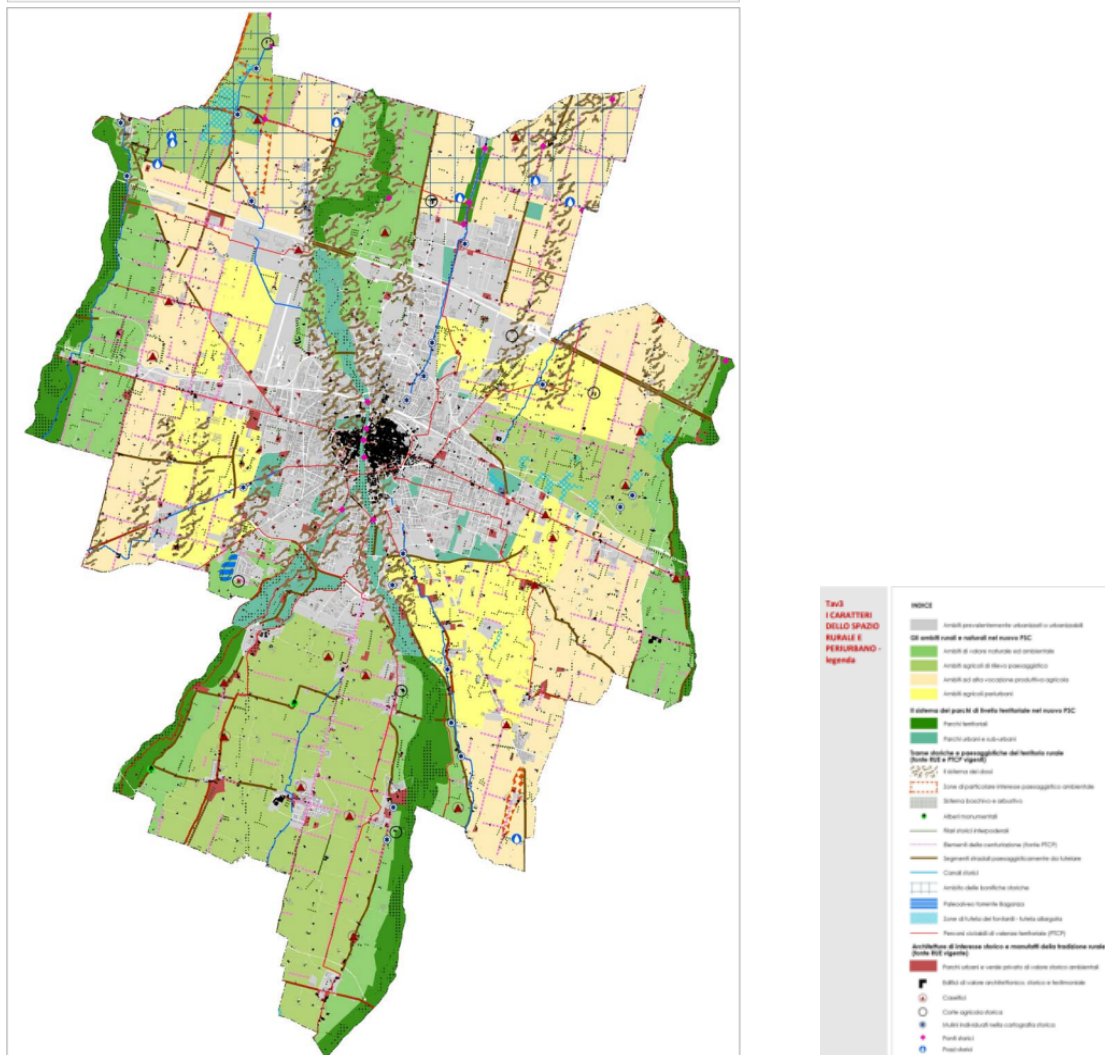 Tav3
I CARATTERI
DELLO SPAZIO
RURALE E
PERIURBANO -
legenda
INDICE
Ambiti prevalentemente urbanizzati o urbanizzabili
Gli ambiti rurali e naturali nel nuovo PSC
Ambiti di valore naturale ed ambientale
Ambiti agricoli di rilievo paesaggistico
Ambiti ad alta vocazione produttiva agricola
Ambiti agricoli periurbani
Il sistema dei parchi di livello territoriale nel nuovo PSC
Parchi territoriali
Parchi urbani e sub-urbani
Trame storiche e paesaggistiche del territorio rurale
(fonte RUE e PTCP vigenti)
Il sistema dei dossi
Zone di particolare interesse paesaggistico ambientale
Sistema boschivo e arbustivo
Alberi monumentali
Filari storici interpoderali
Elementi della centuriazione (fonte PTCP)
Segmenti stradali paesaggisticamente da tutelare
Canali storici
Ambito delle bonifiche storiche
Paleoalveo torrente Baganza
Zone di tutela dei fontanili - tutela allargata
Percorsi ciclabili di valenza territoriale (PTCP)
Architetture di interesse storico e manufatti della tradizione rurale
(fonte RUE vigente)
Parchi urbani e verde privato di valore storico ambientale
Edifici di valore architettonico, storico e testimoniale
Caseifici
Corte agricola storica
Mulini individuati nella cartografia storica
Ponti storici
Pozzi storici